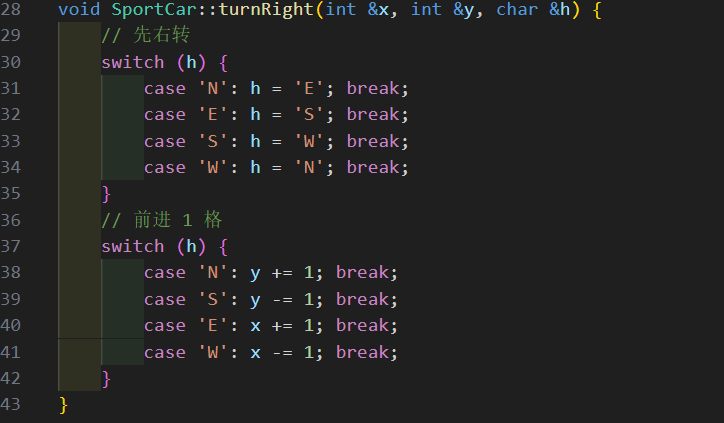 28 void SportCar::turnRight(int &x, int &y, char &h) {
29 // 先右转
30 switch (h) {
31 case 'N': h = 'E'; break;
32 case 'E': h = 'S'; break;
33 case 'S': h = 'W'; break;
34 case 'W': h = 'N'; break;
35 }
36 // 前进 1 格
37 switch (h) {
38 case 'N': y += 1; break;
39 case 'S': y -= 1; break;
40 case 'E': x += 1; break;
41 case 'W': x -= 1; break;
42 }
43 }